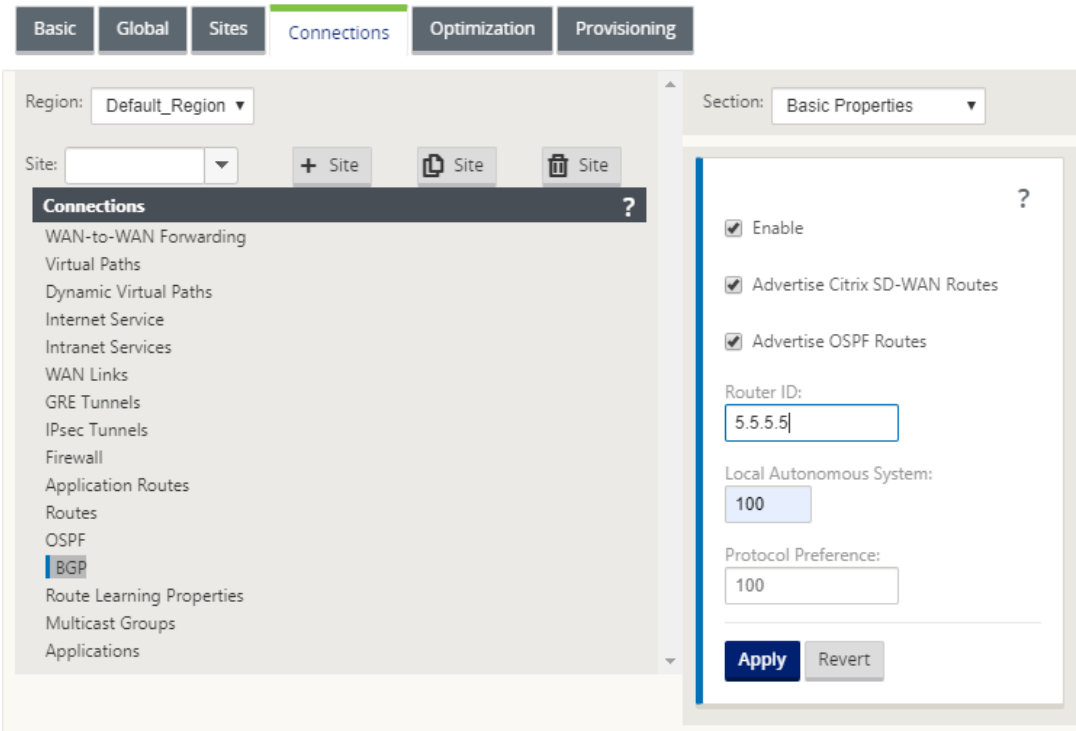 Basic Global Sites Connections Optimization Provisioning
Region: Default_Region
Site: + Site Site Site
Connections ?
WAN-to-WAN Forwarding
Virtual Paths
Dynamic Virtual Paths
Internet Service
Intranet Services
WAN Links
GRE Tunnels
IPsec Tunnels
Firewall
Application Routes
Routes
OSPF
BGP
Route Learning Properties
Multicast Groups
Applications
Section: Basic Properties
?
Enable
Advertise Citrix SD-WAN Routes
Advertise OSPF Routes
Router ID:
5.5.5.5
Local Autonomous System:
100
Protocol Preference:
100
Apply Revert